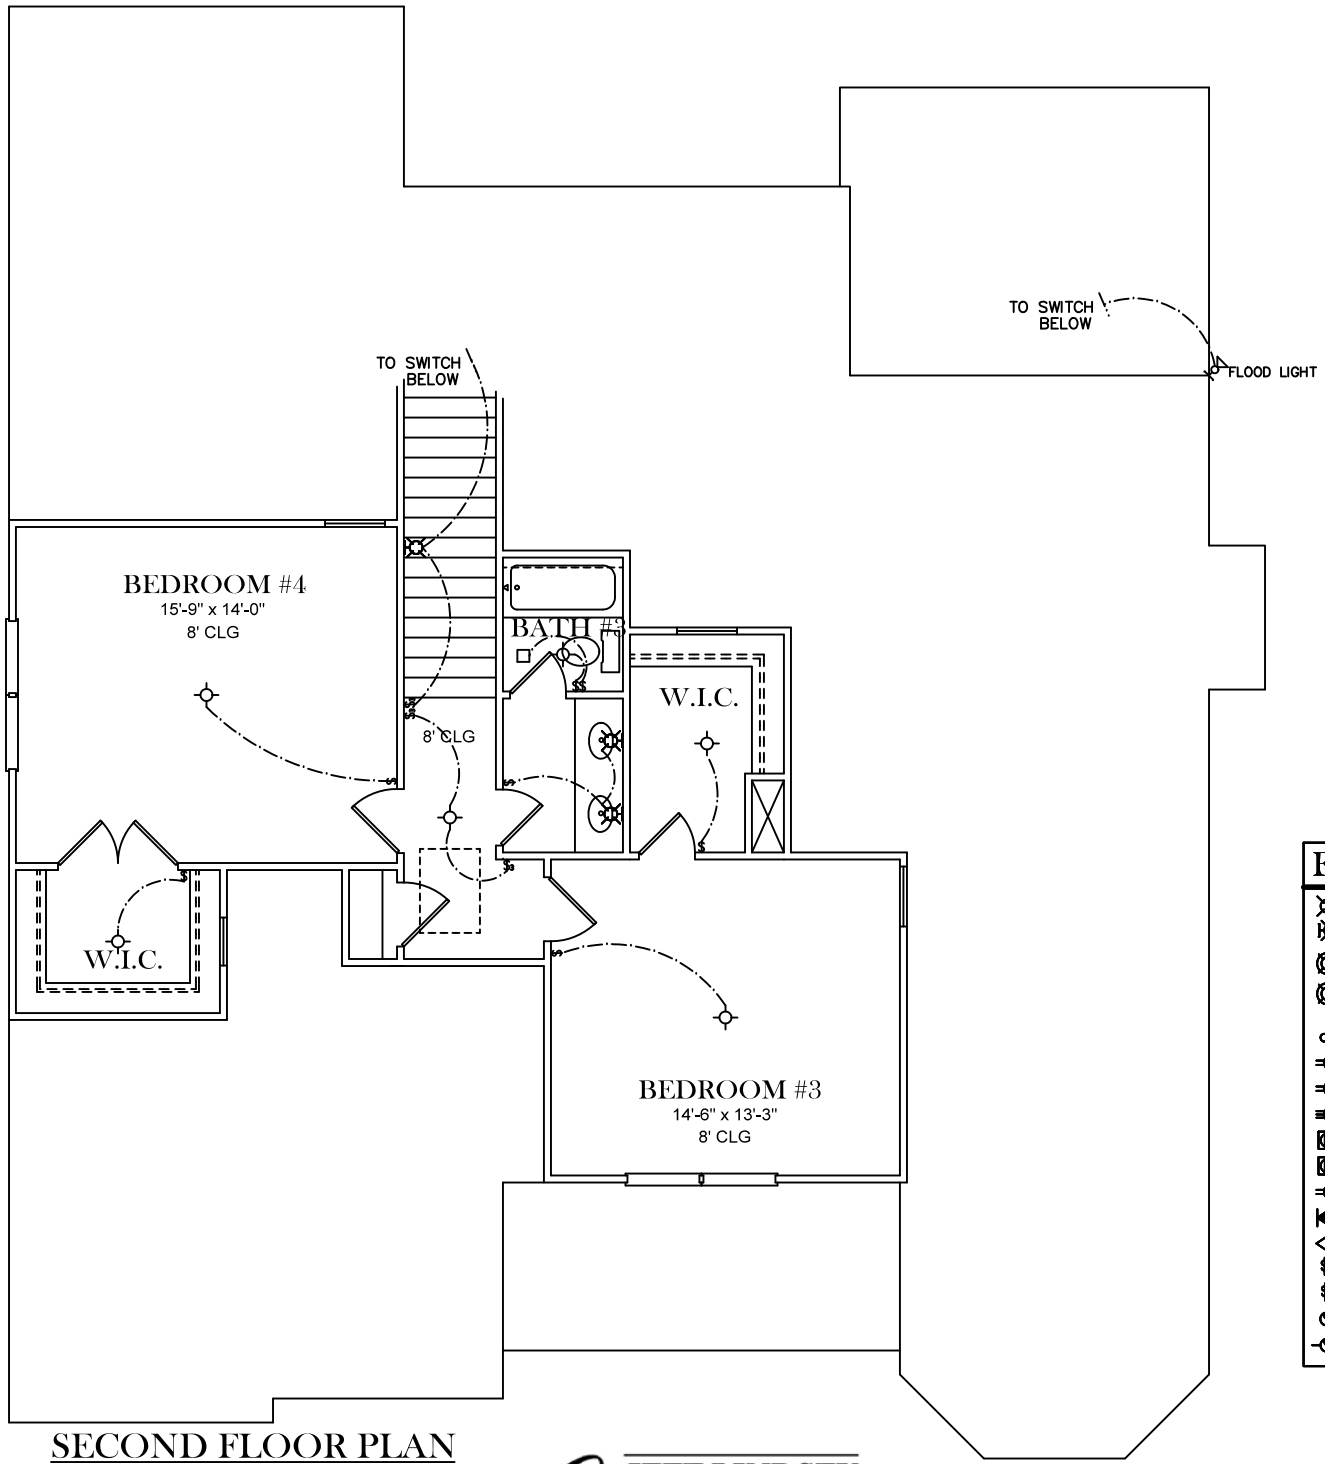 TO SWITCH
BELOW
FLOOD LIGHT
TO SWITCH
BELOW
BEDROOM #4
15'-9" x 14'-0"
8' CLG
BATH #3
W.I.C.
8' CLG
W.I.C.
BEDROOM #3
14'-6" x 13'-3"
8' CLG
SECOND FLOOR PLAN